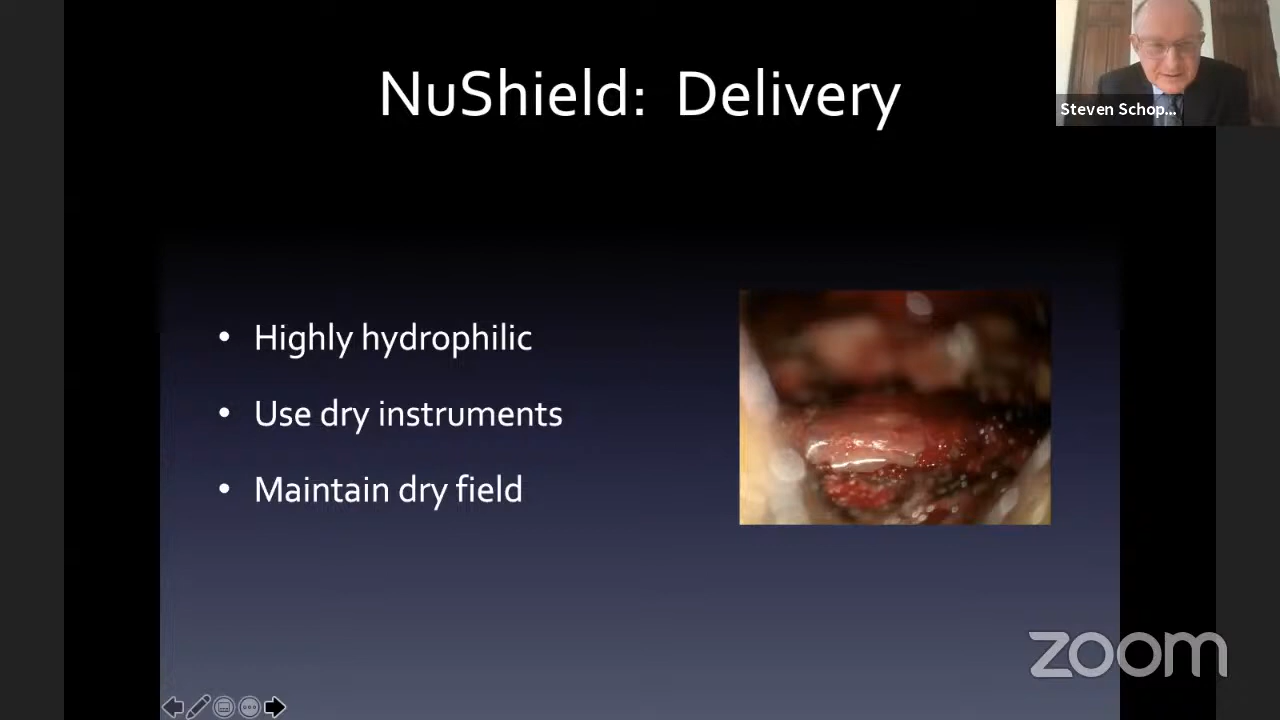 NuShield: Delivery
Steven Schop...
• Highly hydrophilic
• Use dry instruments
• Maintain dry field
zoom